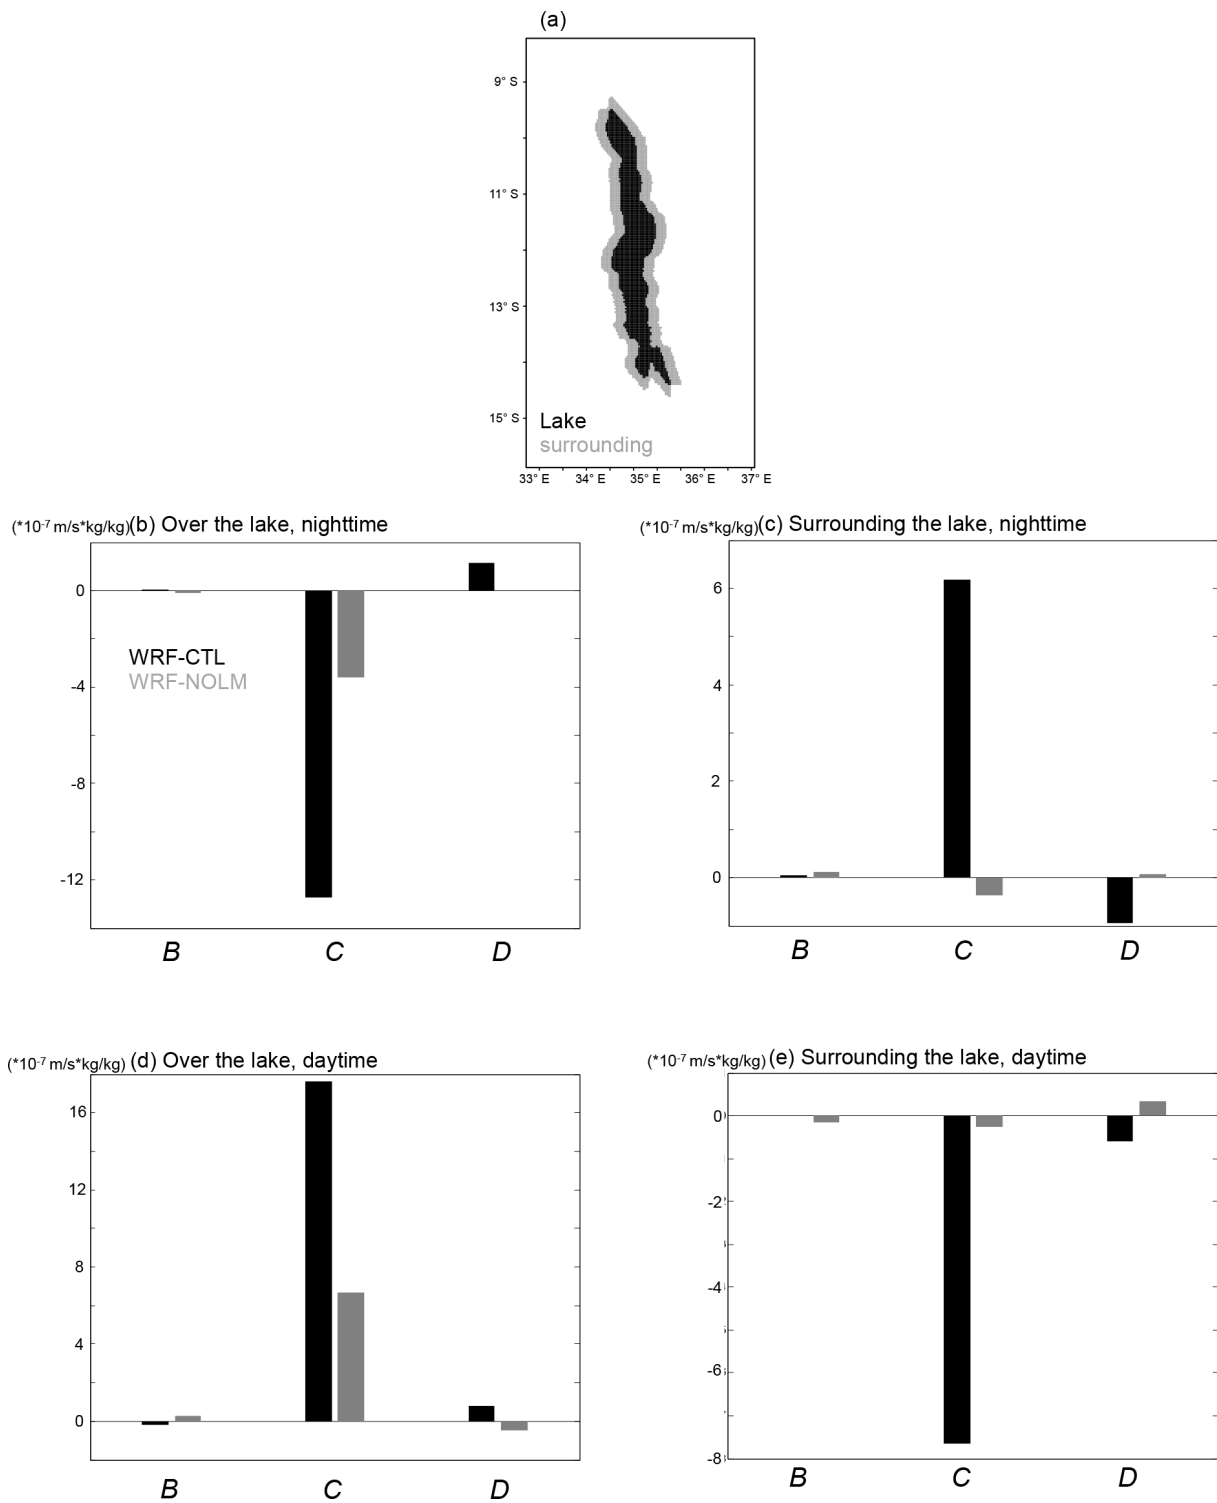 (a)
9° S
11° S
13° S
15° S
Lake
surrounding
33° E 34° E 35° E 36° E 37° E
(*10⁻⁷ m/s*kg/kg) (b) Over the lake, nighttime
0
-4
-8
-12
WRF-CTL
WRF-NOLM
B C D
(*10⁻⁷ m/s*kg/kg) (c) Surrounding the lake, nighttime
6
4
2
0
B C D
(*10⁻⁷ m/s*kg/kg) (d) Over the lake, daytime
16
12
8
4
0
B C D
(*10⁻⁷ m/s*kg/kg) (e) Surrounding the lake, daytime
0
-2
-4
-6
-8
B C D